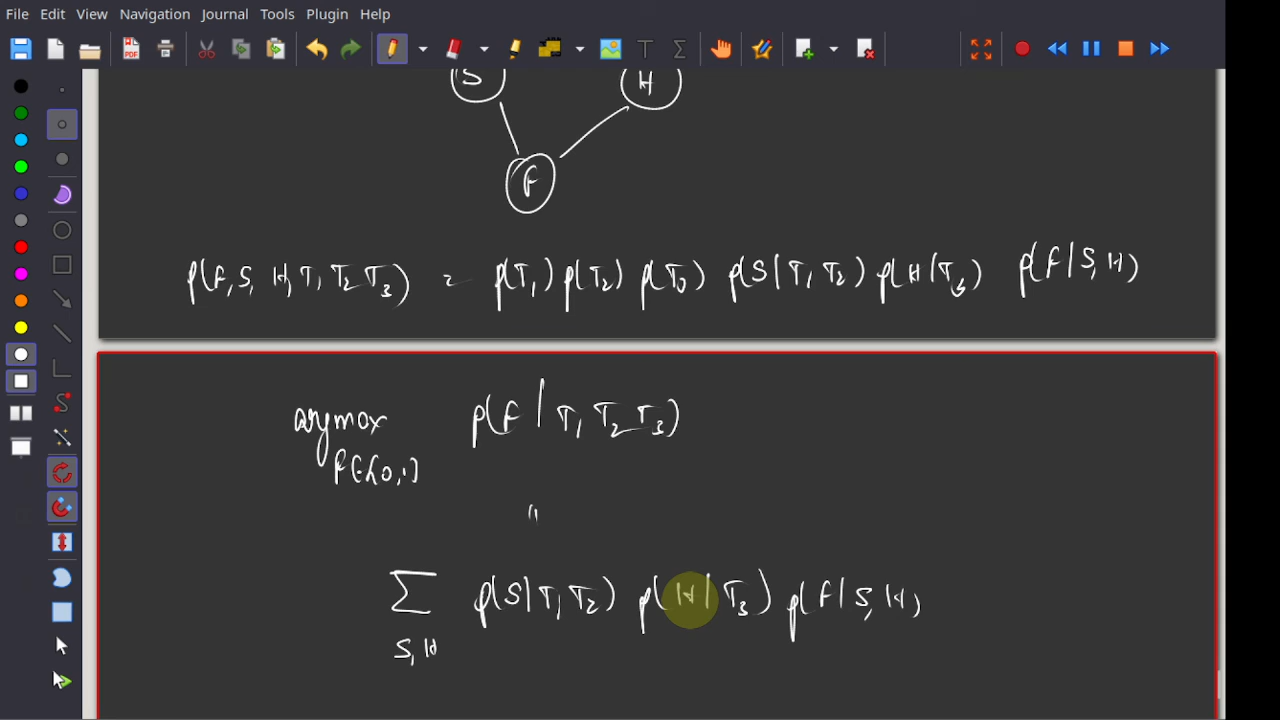 File Edit View Navigation Journal Tools Plugin Help
S H
F
p(F, S, H, T₁ T₂ T₃) = p(T₁) p(T₂) p(T₃) p(S|T₁ T₂) p(H|T₃) p(F|S, H)
argmax p(F | T₁ T₂ T₃)
F∈{0,1}
"
Σ p(S|T₁ T₂) p(H|T₃) p(F|S, H)
S, H